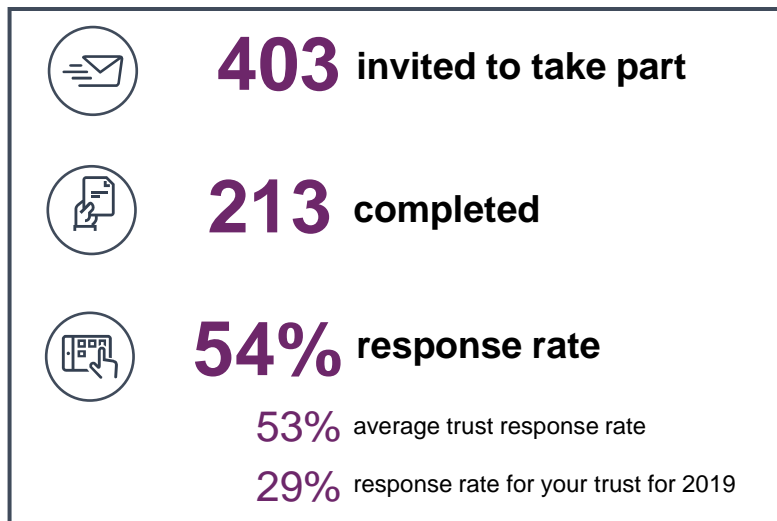 403 invited to take part
213 completed
54% response rate
53% average trust response rate
29% response rate for your trust for 2019